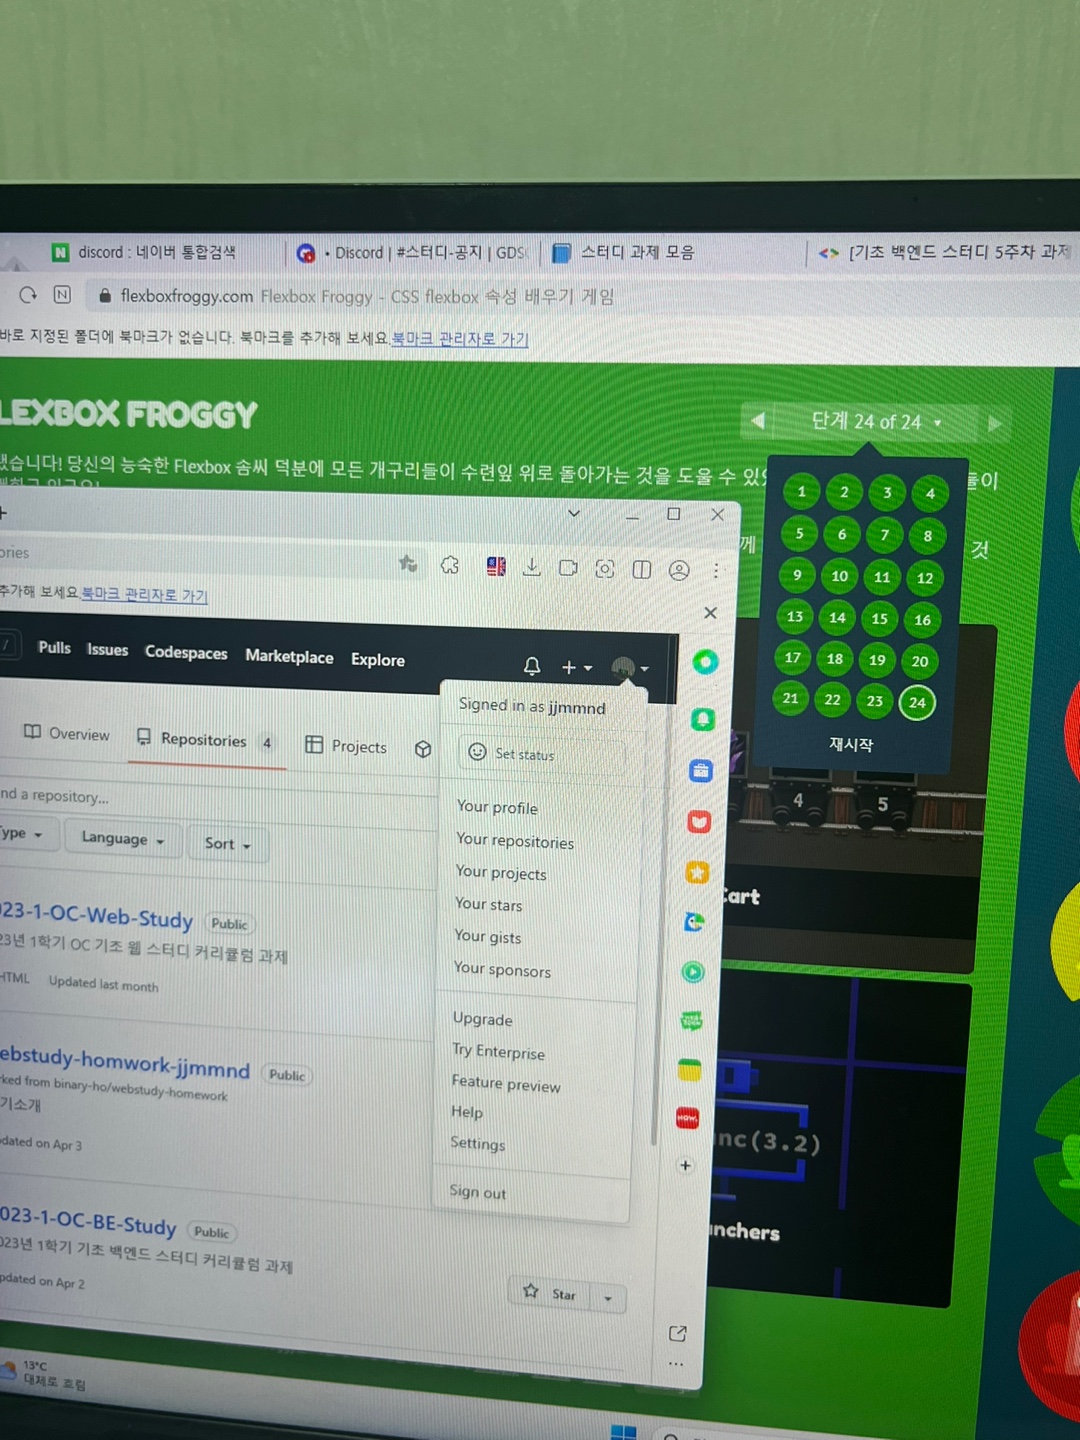 discord : 네이버 통합검색
• Discord | #스터디-공지 | GDS
스터디 과제 모음
[기초 백엔드 스터디 5주차 과제
N
flexboxfroggy.com Flexbox Froggy - CSS flexbox 속성 배우기 게임
바로 지정된 폴더에 북마크가 없습니다. 북마크를 추가해 보세요.북마크 관리자로 가기
LEXBOX FROGGY
단계 24 of 24
했습니다! 당신의 능숙한 Flexbox 솜씨 덕분에 모든 개구리들이 수련잎 위로 돌아가는 것을 도울 수 있
들이
께
것
1 2 3 4
5 6 7 8
9 10 11 12
13 14 15 16
17 18 19 20
21 22 23 24
재시작
ories
추가해 보세요.북마크 관리자로 가기
/
Pulls Issues Codespaces Marketplace Explore
Signed in as jjmmnd
Set status
Overview
Repositories 4
Projects
nd a repository...
Type
Language
Sort
Your profile
Your repositories
Your projects
Your stars
Your gists
Your sponsors
Upgrade
Try Enterprise
Feature preview
Help
Settings
Sign out
023-1-OC-Web-Study Public
23년 1학기 OC 기초 웹 스터디 커리큘럼 과제
HTML Updated last month
ebstudy-homwork-jjmmnd Public
rked from binary-ho/webstudy-homework
기소개
dated on Apr 3
023-1-OC-BE-Study Public
023년 1학기 기초 백엔드 스터디 커리큘럼 과제
pdated on Apr 2
Star
4 5
Cart
nc(3.2)
nchers
NOW.
13°C
대체로 흐림